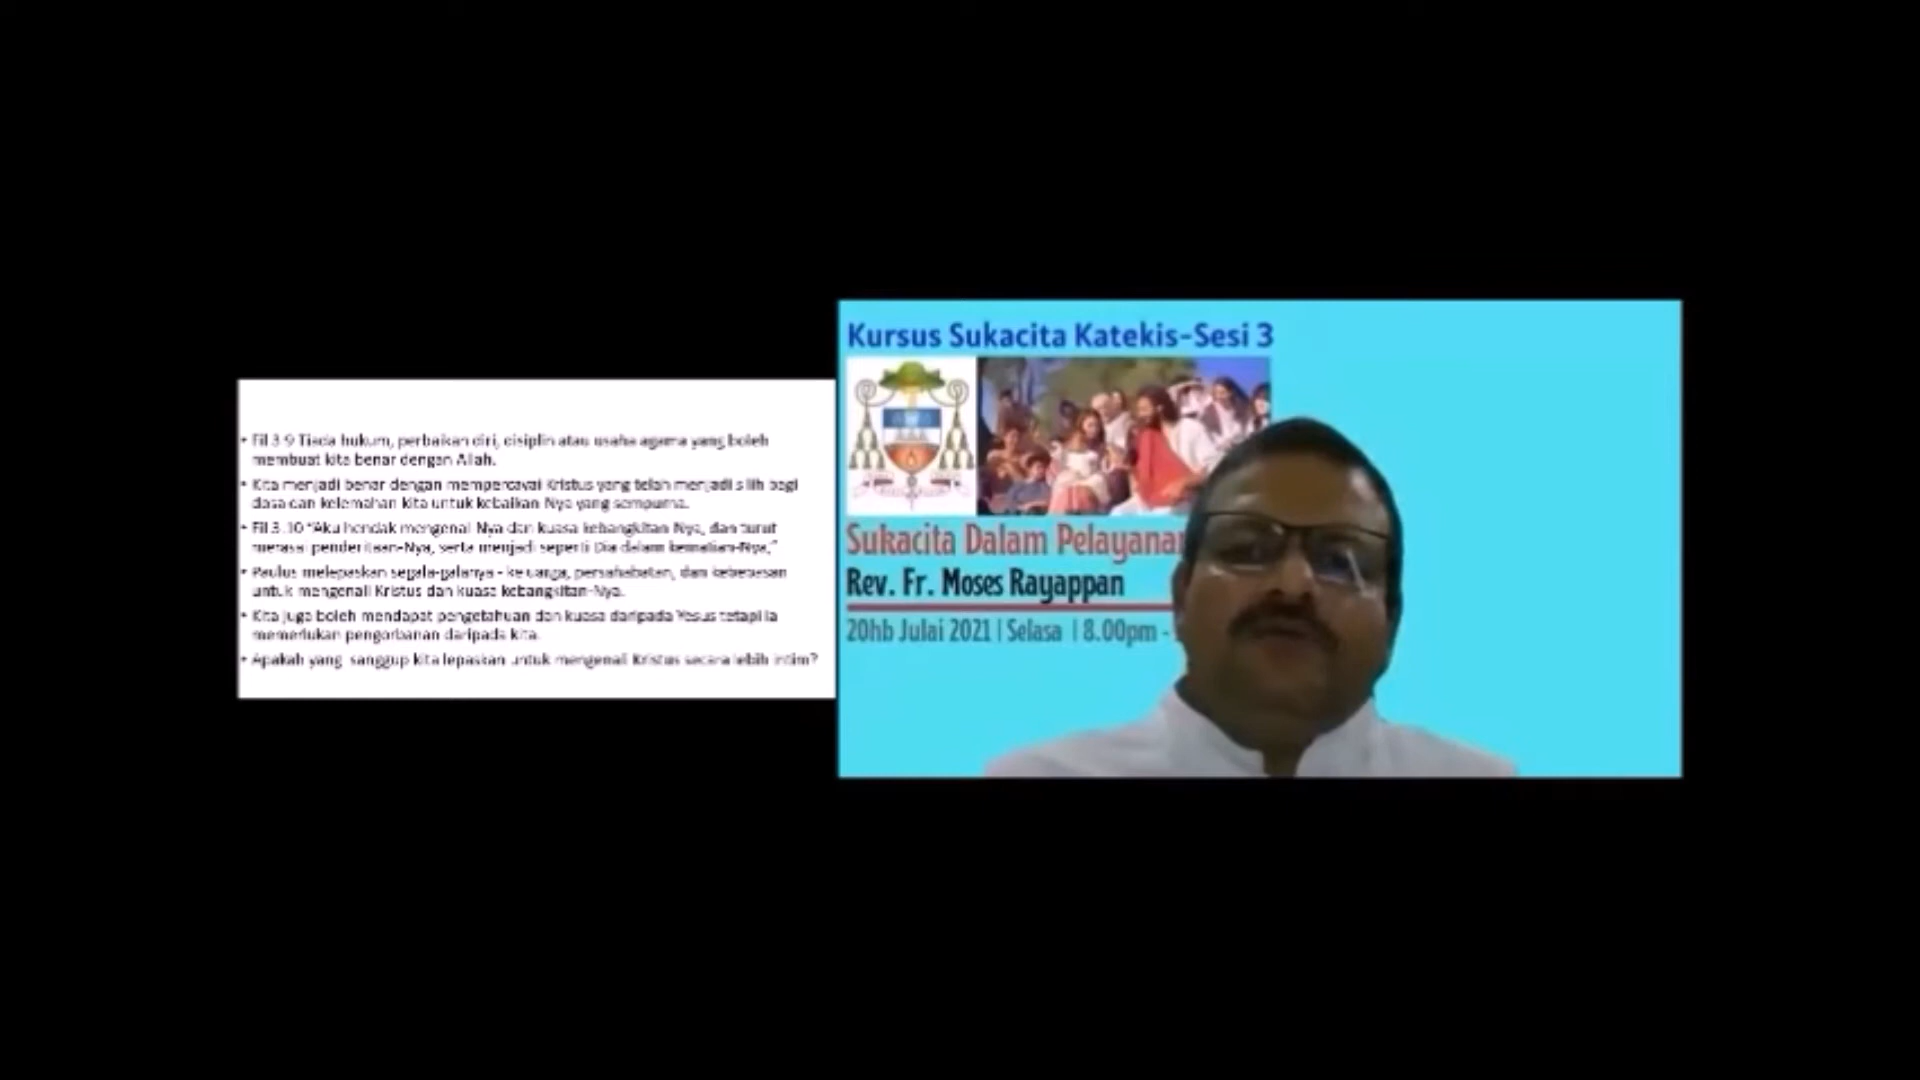 • Fil 3:9 Tiada hukum, perbaikan diri, disiplin atau usaha agama yang boleh
membuat kita benar dengan Allah.
• Kita menjadi benar dengan mempercayai Kristus yang telah menjadi silih bagi
dosa dan kelemahan kita untuk kebaikan-Nya yang sempurna.
• Fil 3:10 "Aku hendak mengenal-Nya dan kuasa kebangkitan-Nya, dan turut
merasai penderitaan-Nya, serta menjadi seperti Dia dalam kematian-Nya,"
• Paulus melepaskan segala-galanya - keluarga, persahabatan, dan kebebasan
untuk mengenali Kristus dan kuasa kebangkitan-Nya.
• Kita juga boleh mendapat pengetahuan dan kuasa daripada Yesus tetapi ia
memerlukan pengorbanan daripada kita.
• Apakah yang sanggup kita lepaskan untuk mengenali Kristus secara lebih intim?
Kursus Sukacita Katekis-Sesi 3
Sukacita Dalam Pelayanan
Rev. Fr. Moses Rayappan
20hb Julai 2021 | Selasa | 8.00pm -